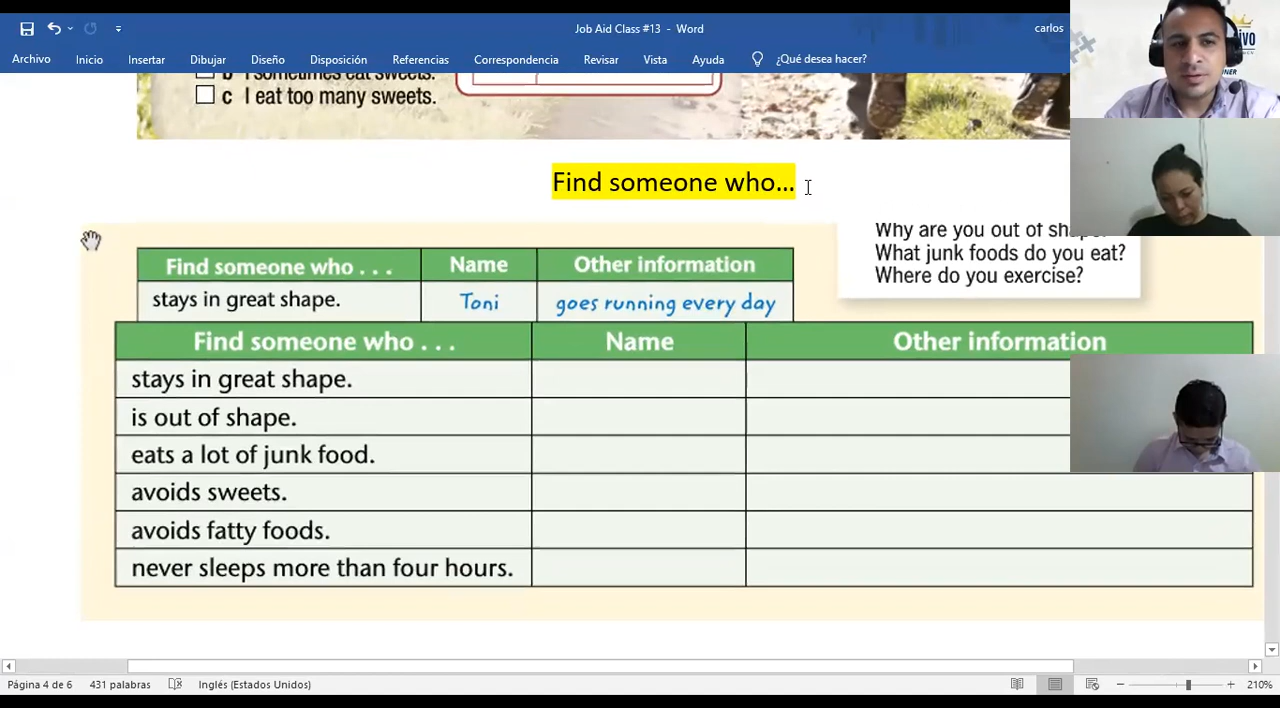 Job Aid Class #13 - Word
carlos
Archivo Inicio Insertar Dibujar Diseño Disposición Referencias Correspondencia Revisar Vista Ayuda ¿Qué desea hacer?
b I sometimes eat sweets.
c I eat too many sweets.
Find someone who...
Why are you out of shape?
What junk foods do you eat?
Where do you exercise?
Find someone who . . . Name Other information
stays in great shape. Toni goes running every day
Find someone who . . . Name Other information
stays in great shape.
is out of shape.
eats a lot of junk food.
avoids sweets.
avoids fatty foods.
never sleeps more than four hours.
Página 4 de 6 431 palabras Inglés (Estados Unidos) 210%